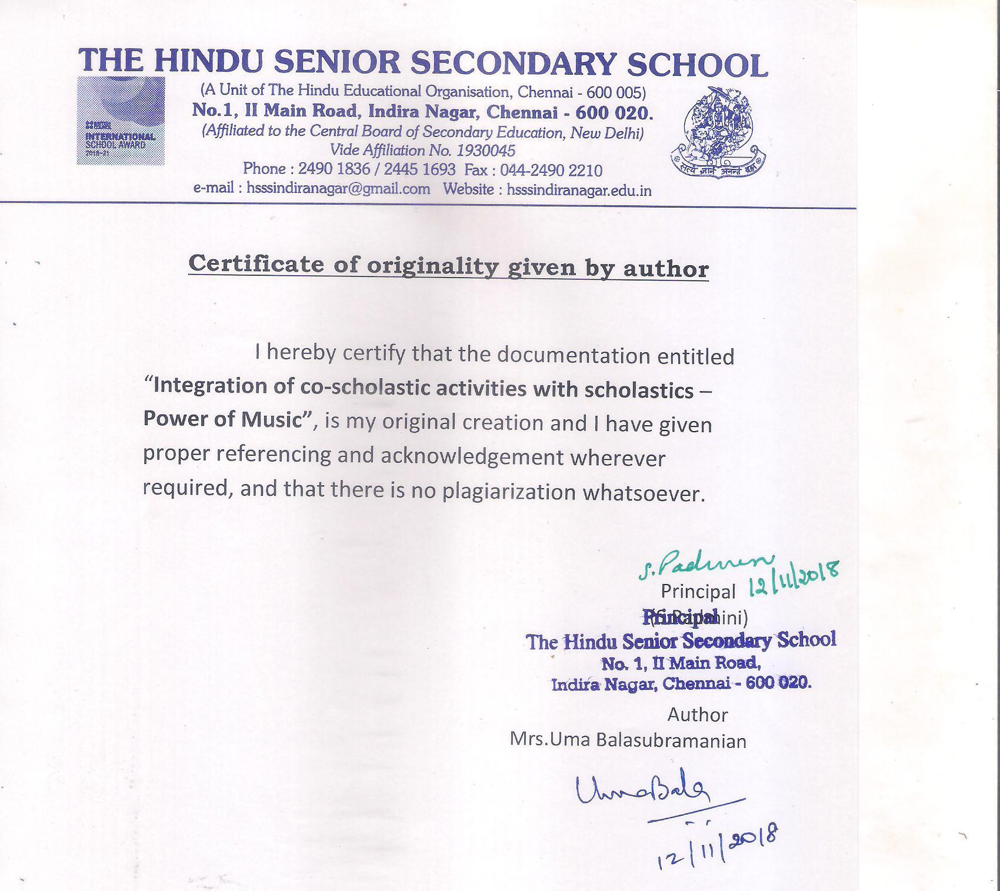 THE HINDU SENIOR SECONDARY SCHOOL
(A Unit of The Hindu Educational Organisation, Chennai - 600 005)
No.1, II Main Road, Indira Nagar, Chennai - 600 020.
(Affiliated to the Central Board of Secondary Education, New Delhi)
Vide Affiliation No. 1930045
Phone : 2490 1836 / 2445 1693 Fax : 044-2490 2210
e-mail : hsssindiranagar@gmail.com Website : hsssindiranagar.edu.in
INTERNATIONAL
SCHOOL AWARD
2018-21
सत्यं ज्ञानं अनन्तं ब्रह्म
Certificate of originality given by author
I hereby certify that the documentation entitled
“Integration of co-scholastic activities with scholastics –
Power of Music”, is my original creation and I have given
proper referencing and acknowledgement wherever
required, and that there is no plagiarization whatsoever.
S. Padmini
Principal 12/11/2018
(S.Padmini)
Principal
The Hindu Senior Secondary School
No. 1, II Main Road,
Indira Nagar, Chennai - 600 020.
Author
Mrs.Uma Balasubramanian
UmaBala
12/11/2018